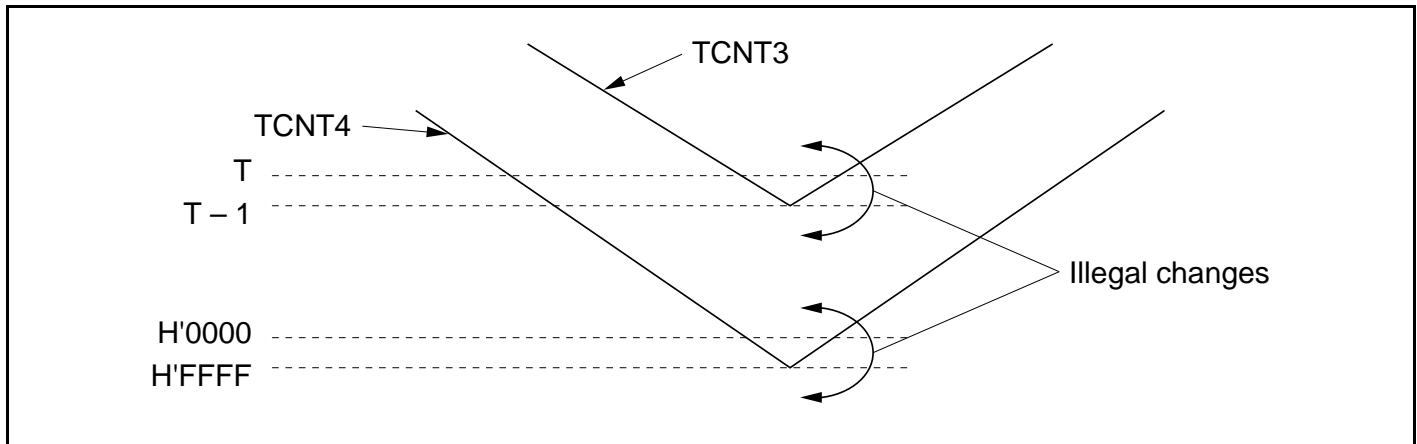 TCNT3
TCNT4
T
T – 1
Illegal changes
H'0000
H'FFFF